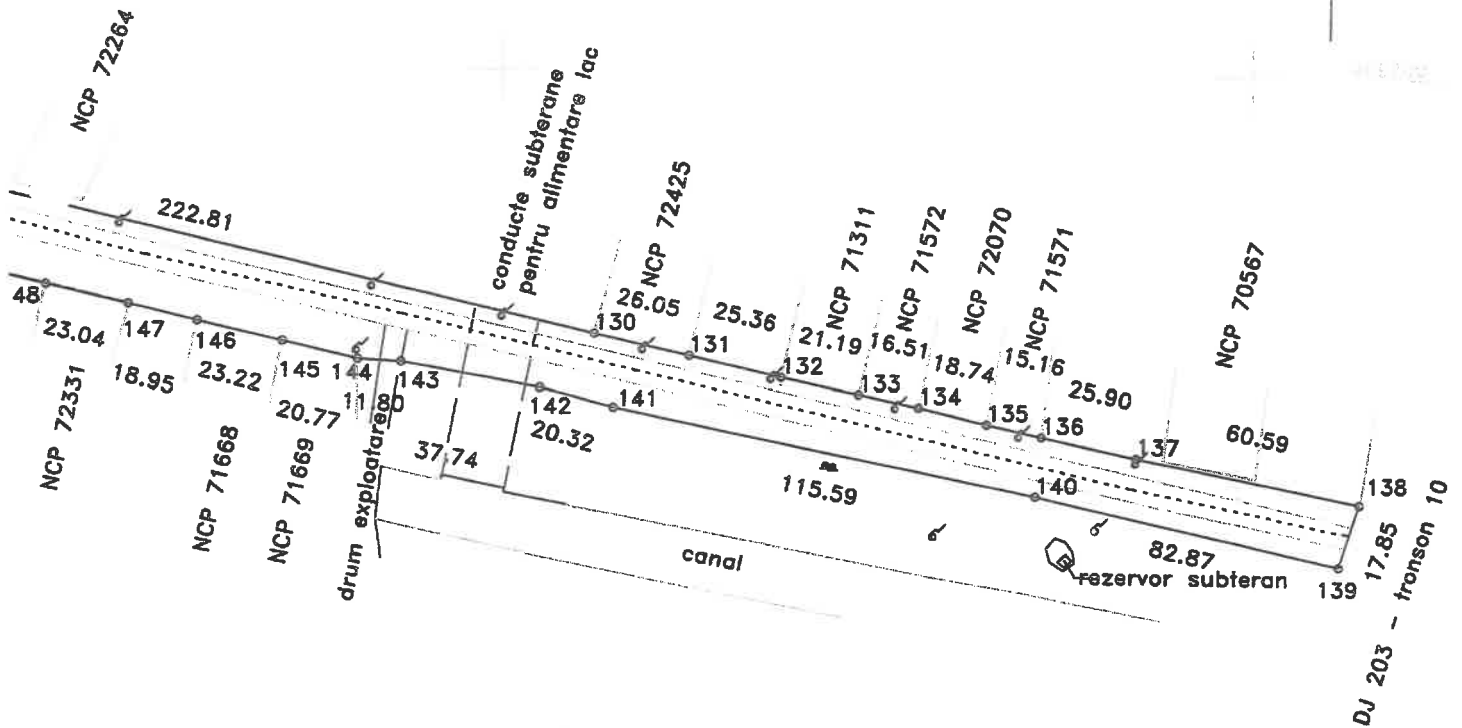 NCP 72264
222.81
conducte subterane
pentru alimentare lac
130
26.05
NCP 72425
131
25.36
132
21.19
NCP 71311
133
16.51
NCP 71572
134
18.74
NCP 72070
135
15.16
NCP 71571
136
25.90
137
NCP 70567
60.59
138
17.85
139
DJ 203 - tronson 10
48
23.04
147
18.95
146
23.22
145
20.77
144
11.80
143
37.74
142
20.32
141
115.59
140
82.87
NCP 72331
NCP 71668
NCP 71669
drum exploatare
canal
rezervor subteran